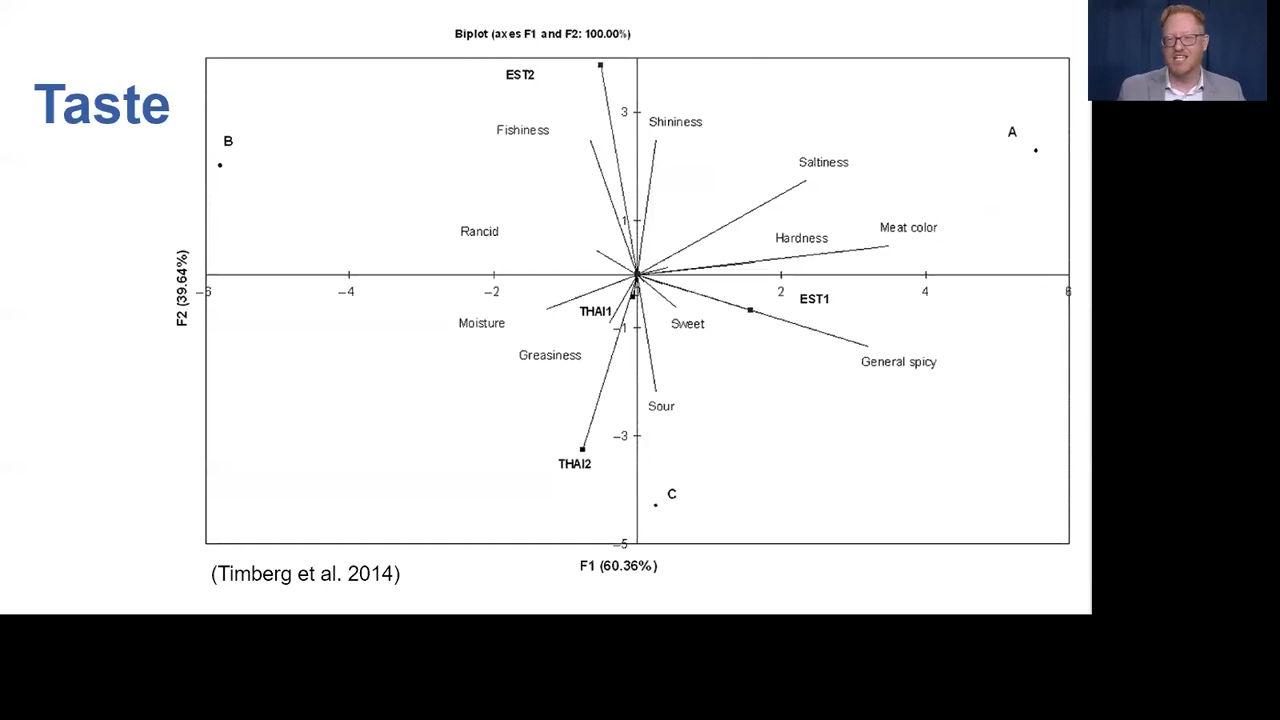 Biplot (axes F1 and F2: 100.00%)
Taste
EST2
3
Fishiness
Shininess
A
B
Saltiness
1
Rancid
Hardness
Meat color
F2 (39.64%)
–6
–4
–2
0
2
4
6
EST1
THAI1
Moisture
–1
Sweet
Greasiness
General spicy
Sour
–3
THAI2
C
–5
F1 (60.36%)
(Timberg et al. 2014)